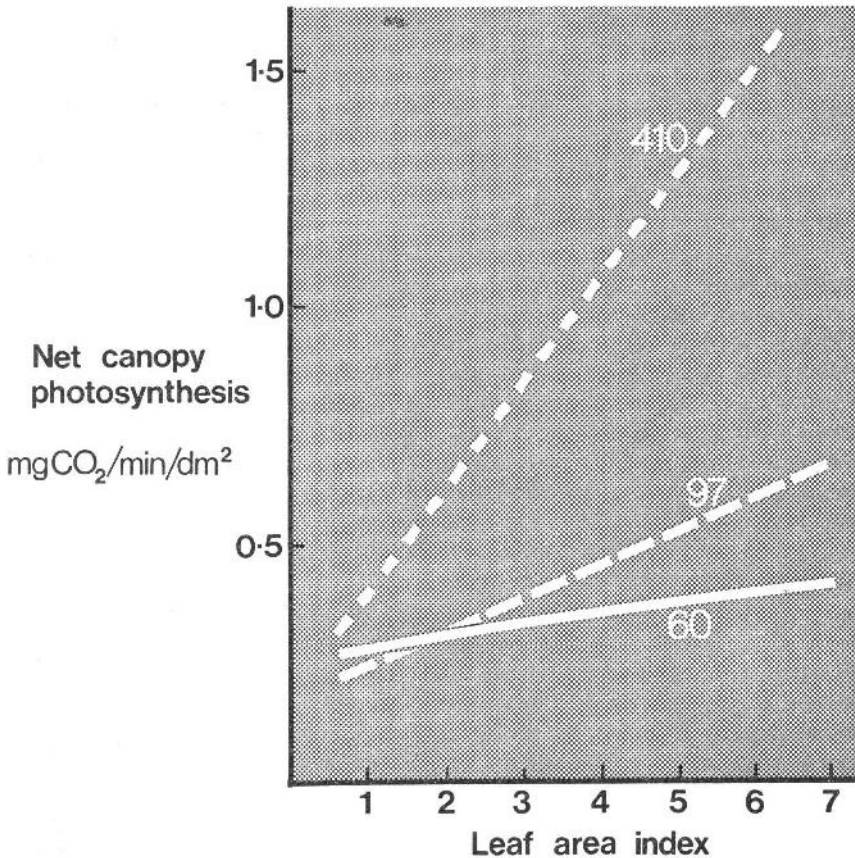 1·5
410
1·0
Net canopy
photosynthesis
mgCO₂/min/dm²
97
0·5
60
1 2 3 4 5 6 7
Leaf area index